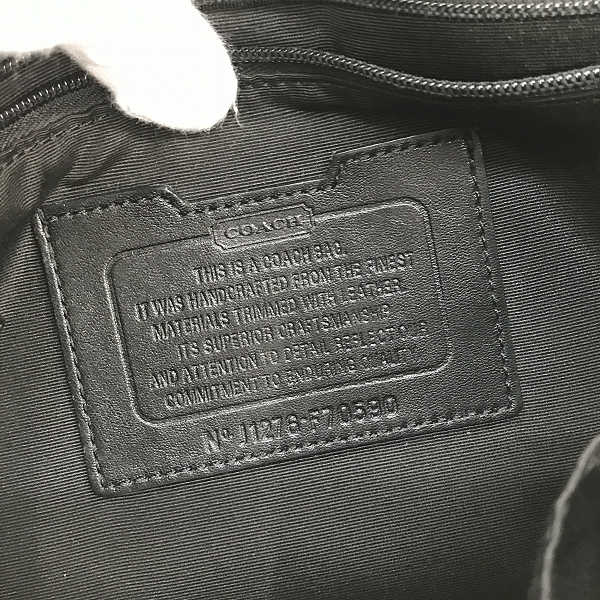 COACH
THIS IS A COACH BAG.
IT WAS HANDCRAFTED FROM THE FINEST
MATERIALS TRIMMED WITH LEATHER
ITS SUPERIOR CRAFTSMANSHIP
AND ATTENTION TO DETAIL REFLECT OUR
COMMITMENT TO ENDURING QUALITY.
Nº J1276-F70590